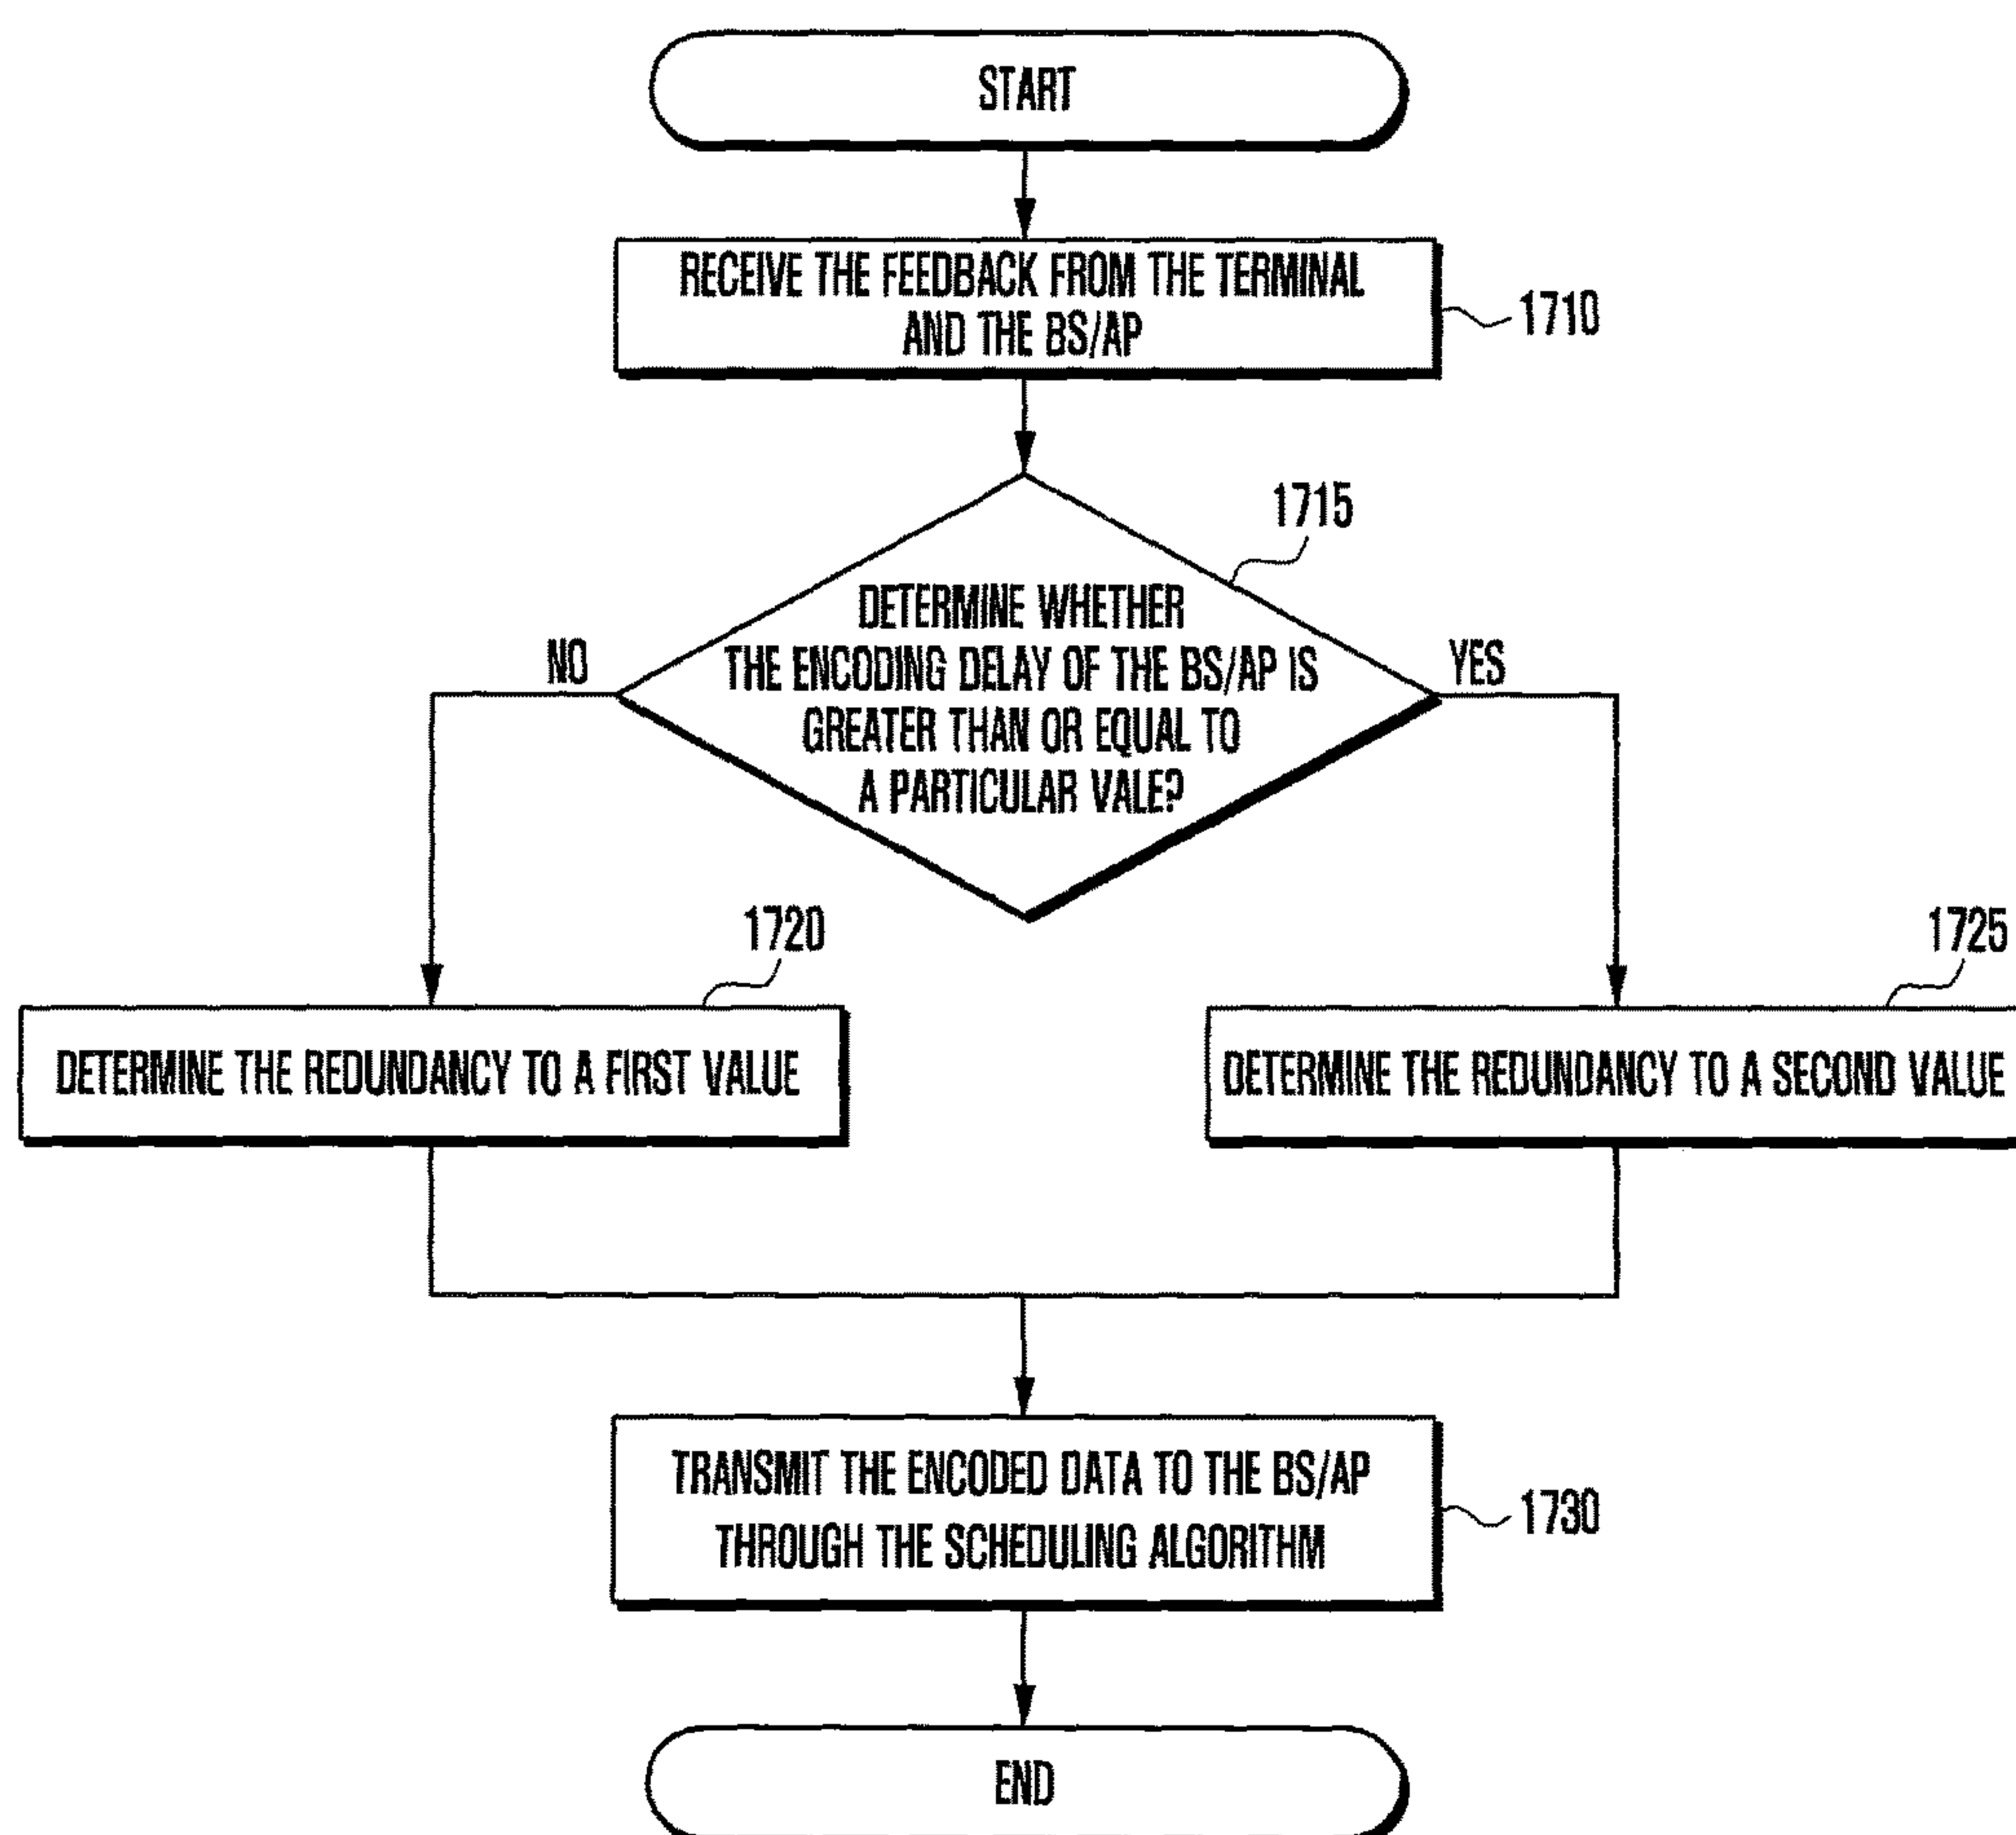 START
RECEIVE THE FEEDBACK FROM THE TERMINAL
AND THE BS/AP
1710
1715
DETERMINE WHETHER
THE ENCODING DELAY OF THE BS/AP IS
GREATER THAN OR EQUAL TO
A PARTICULAR VALE?
NO
YES
1720
DETERMINE THE REDUNDANCY TO A FIRST VALUE
1725
DETERMINE THE REDUNDANCY TO A SECOND VALUE
TRANSMIT THE ENCODED DATA TO THE BS/AP
THROUGH THE SCHEDULING ALGORITHM
1730
END